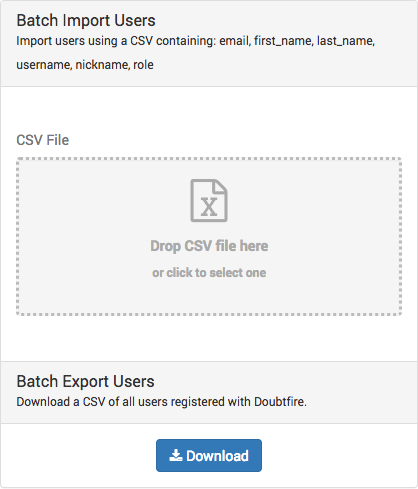 Batch Import Users
Import users using a CSV containing: email, first_name, last_name,
username, nickname, role
CSV File
X
Drop CSV file here
or click to select one
Batch Export Users
Download a CSV of all users registered with Doubtfire.
Download